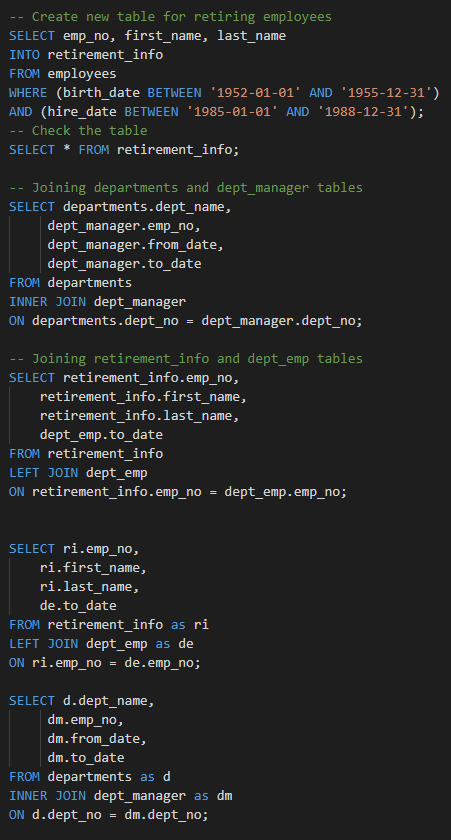 -- Create new table for retiring employees
SELECT emp_no, first_name, last_name
INTO retirement_info
FROM employees
WHERE (birth_date BETWEEN '1952-01-01' AND '1955-12-31')
AND (hire_date BETWEEN '1985-01-01' AND '1988-12-31');
-- Check the table
SELECT * FROM retirement_info;

-- Joining departments and dept_manager tables
SELECT departments.dept_name,
     dept_manager.emp_no,
     dept_manager.from_date,
     dept_manager.to_date
FROM departments
INNER JOIN dept_manager
ON departments.dept_no = dept_manager.dept_no;

-- Joining retirement_info and dept_emp tables
SELECT retirement_info.emp_no,
    retirement_info.first_name,
    retirement_info.last_name,
    dept_emp.to_date
FROM retirement_info
LEFT JOIN dept_emp
ON retirement_info.emp_no = dept_emp.emp_no;


SELECT ri.emp_no,
    ri.first_name,
    ri.last_name,
    de.to_date
FROM retirement_info as ri
LEFT JOIN dept_emp as de
ON ri.emp_no = de.emp_no;

SELECT d.dept_name,
     dm.emp_no,
     dm.from_date,
     dm.to_date
FROM departments as d
INNER JOIN dept_manager as dm
ON d.dept_no = dm.dept_no;